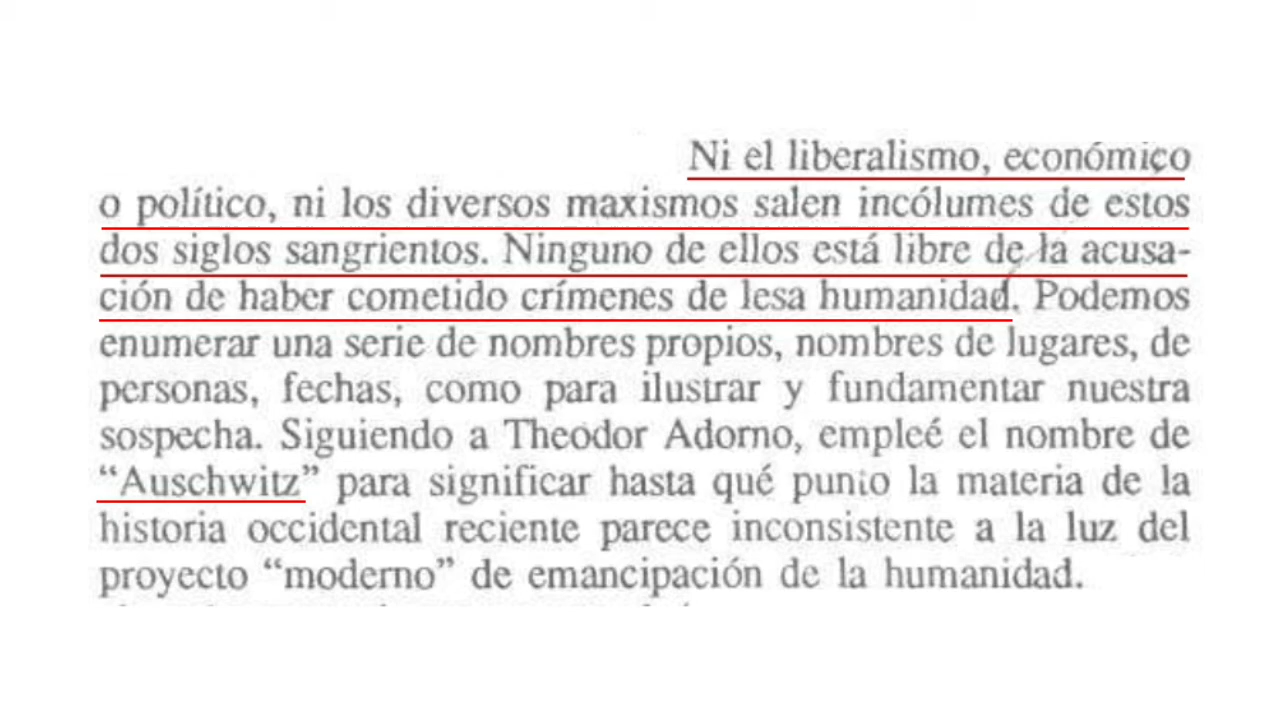 Ni el liberalismo, económico
o político, ni los diversos maxismos salen incólumes de estos
dos siglos sangrientos. Ninguno de ellos está libre de la acusa-
ción de haber cometido crímenes de lesa humanidad. Podemos
enumerar una serie de nombres propios, nombres de lugares, de
personas, fechas, como para ilustrar y fundamentar nuestra
sospecha. Siguiendo a Theodor Adorno, empleé el nombre de
“Auschwitz” para significar hasta qué punto la materia de la
historia occidental reciente parece inconsistente a la luz del
proyecto “moderno” de emancipación de la humanidad.